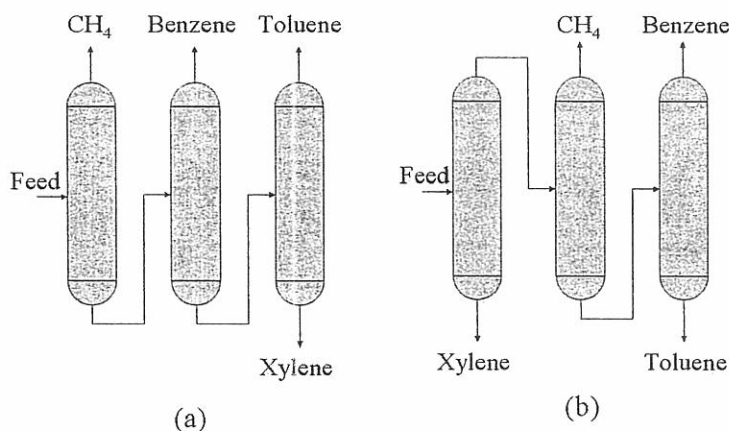 CH₄ Benzene Toluene
Feed
Xylene
(a)
CH₄ Benzene
Feed
Xylene Toluene
(b)